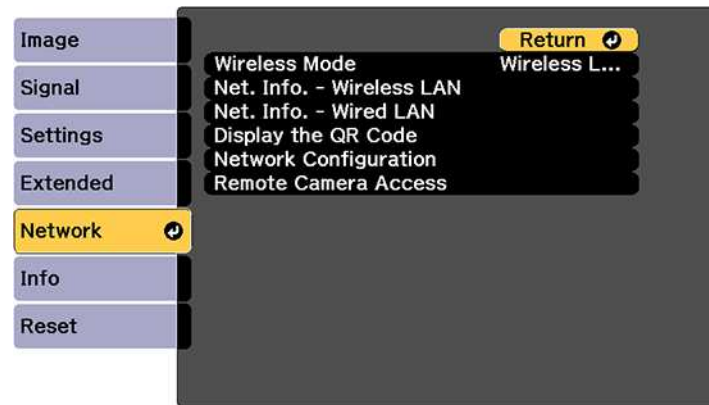 Image
Signal
Settings
Extended
Network
Info
Reset
Return
Wireless Mode Wireless L...
Net. Info. - Wireless LAN
Net. Info. - Wired LAN
Display the QR Code
Network Configuration
Remote Camera Access